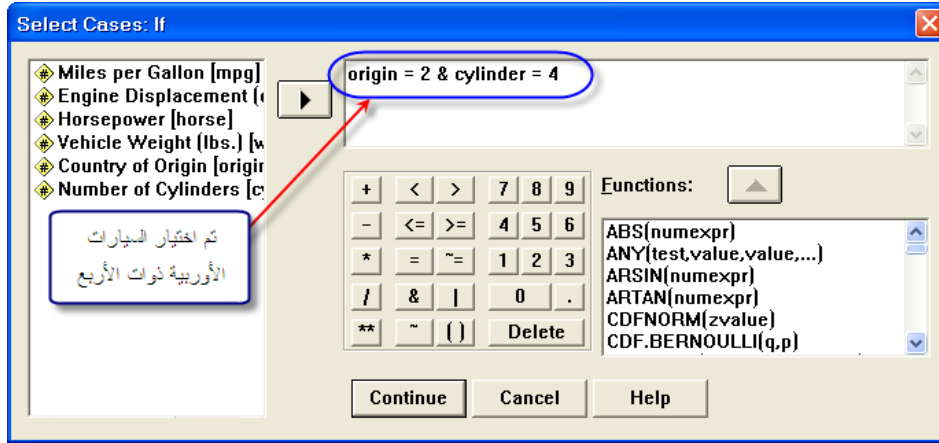 Select Cases: If
Miles per Gallon [mpg]
Engine Displacement (
Horsepower [horse]
Vehicle Weight (lbs.) [w
Country of Origin [origin
Number of Cylinders [cy
origin = 2 & cylinder = 4
تم اختيار السيارات
الأوربية ذوات الأربع
+ < > 7 8 9
- <= >= 4 5 6
* = ~= 1 2 3
/ & | 0 .
** ~ ( ) Delete
Functions:
ABS(numexpr)
ANY(test,value,value,...)
ARSIN(numexpr)
ARTAN(numexpr)
CDFNORM(zvalue)
CDF.BERNOULLI(q,p)
Continue Cancel Help